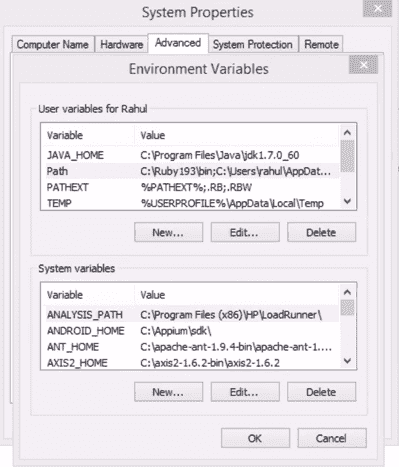 System Properties
Computer Name Hardware Advanced System Protection Remote
Environment Variables
User variables for Rahul
Variable Value
JAVA_HOME C:\Program Files\Java\jdk1.7.0_60
Path C:\Ruby193\bin;C:\Users\rahul\AppDat...
PATHEXT %PATHEXT%;.RB;.RBW
TEMP %USERPROFILE%\AppData\Local\Temp
New... Edit... Delete
System variables
Variable Value
ANALYSIS_PATH C:\Program Files (x86)\HP\LoadRunner\
ANDROID_HOME C:\Appium\sdk\
ANT_HOME C:\apache-ant-1.9.4-bin\apache-ant-1....
AXIS2_HOME C:\axis2-1.6.2-bin\axis2-1.6.2
New... Edit... Delete
OK Cancel